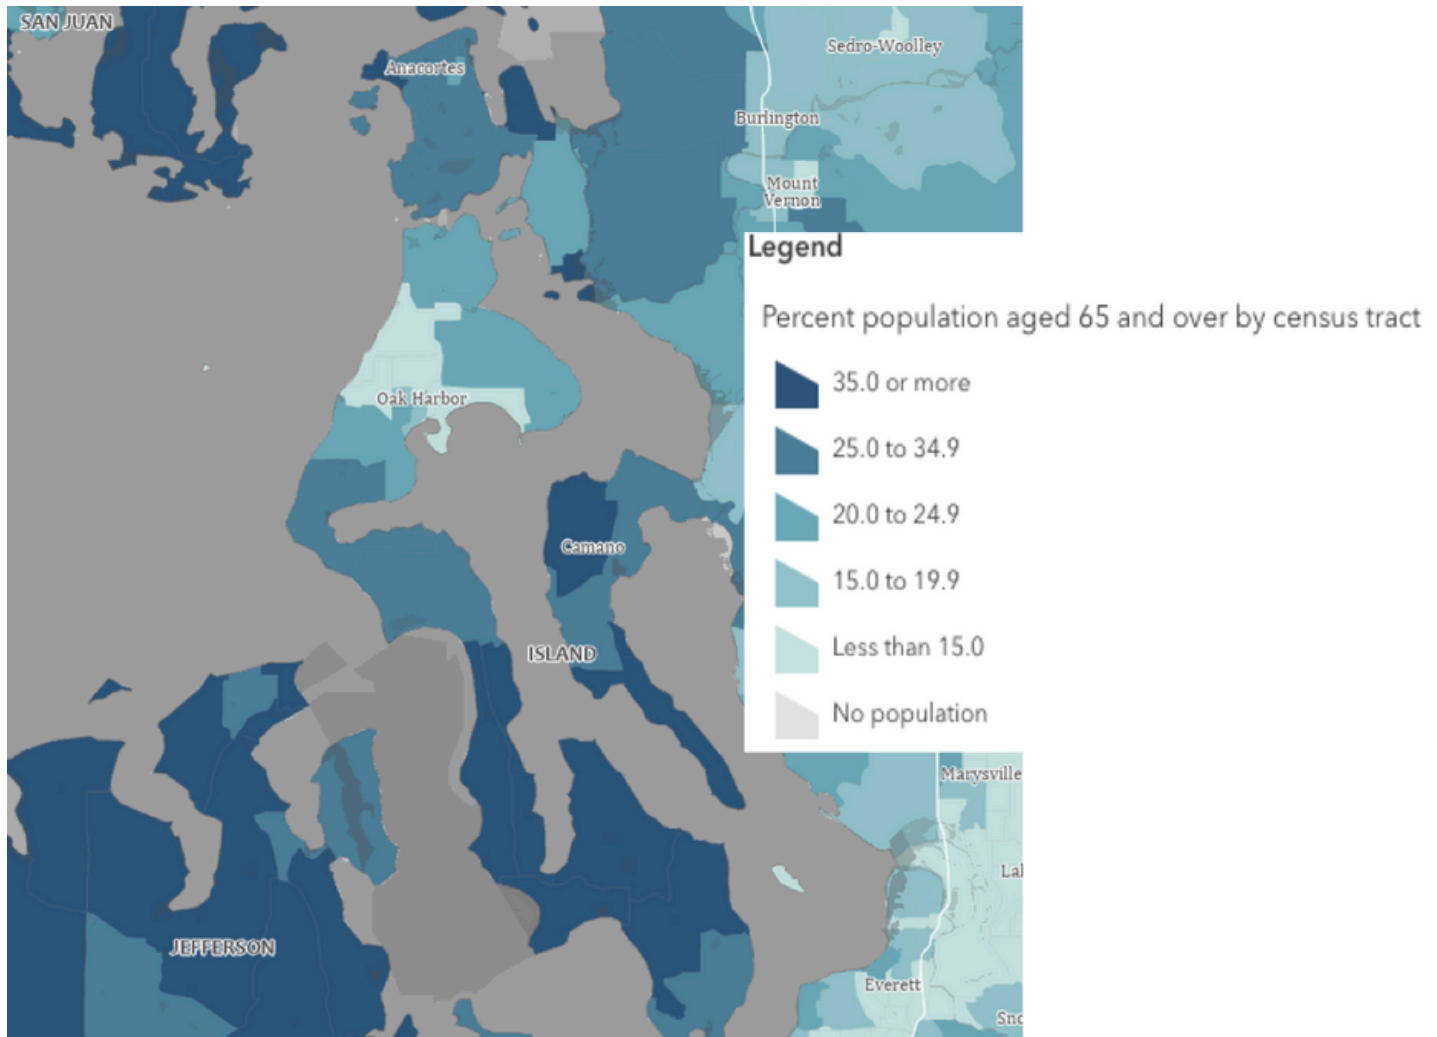 SAN JUAN
Sedro-Woolley
Anacortes
Burlington
Mount
Vernon
Legend
Percent population aged 65 and over by census tract
35.0 or more
25.0 to 34.9
20.0 to 24.9
15.0 to 19.9
Less than 15.0
No population
Oak Harbor
Camano
ISLAND
Marysville
Lal
JEFFERSON
Everett
Sno